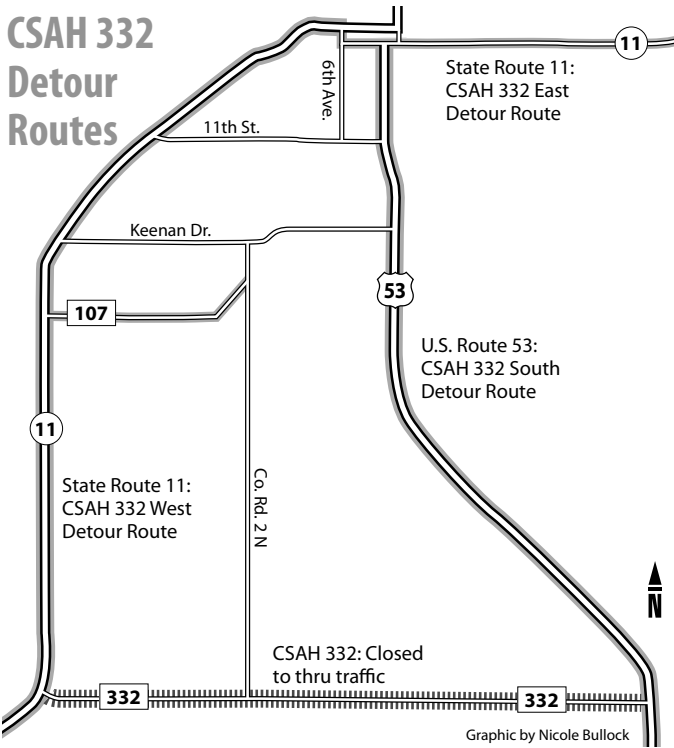 CSAH 332
Detour
Routes
11
State Route 11:
CSAH 332 East
Detour Route
6th Ave.
11th St.
Keenan Dr.
53
107
U.S. Route 53:
CSAH 332 South
Detour Route
11
State Route 11:
CSAH 332 West
Detour Route
Co. Rd. 2 N
N
CSAH 332: Closed
to thru traffic
332
332
Graphic by Nicole Bullock